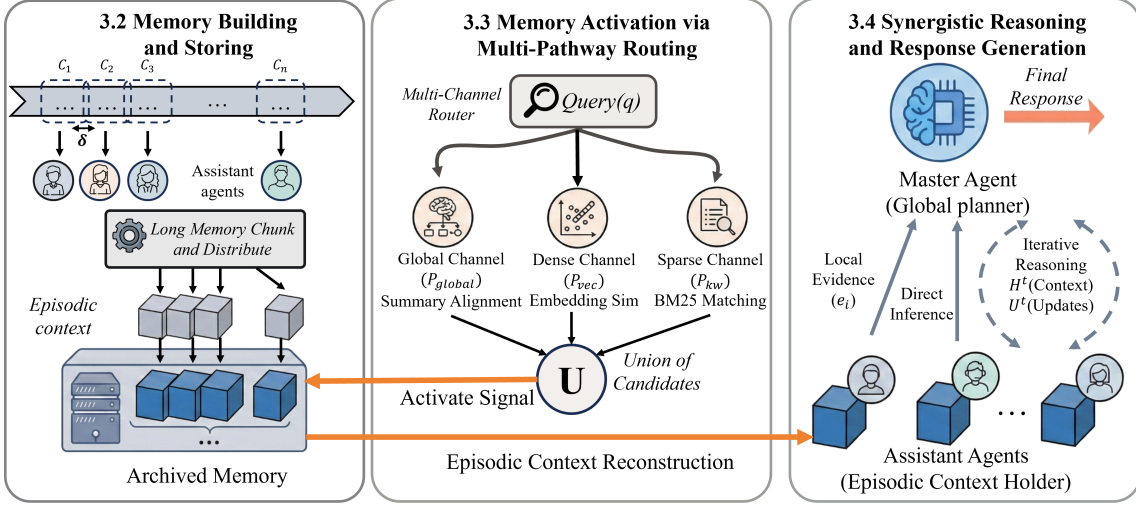 3.2 Memory Building
and Storing
C₁ C₂ C₃ Cₙ
... ... ... ... ...
δ
Assistant
agents
Long Memory Chunk
and Distribute
Episodic
context
...
Archived Memory
3.3 Memory Activation via
Multi-Pathway Routing
Multi-Channel
Router
Query(q)
Global Channel
(P_global)
Summary Alignment
Dense Channel
(P_vec)
Embedding Sim
Sparse Channel
(P_kw)
BM25 Matching
U
Union of
Candidates
Activate Signal
Episodic Context Reconstruction
3.4 Synergistic Reasoning
and Response Generation
Final
Response
Master Agent
(Global planner)
Local
Evidence
(eᵢ)
Direct
Inference
Iterative
Reasoning
Hᵗ(Context)
Uᵗ(Updates)
...
Assistant Agents
(Episodic Context Holder)